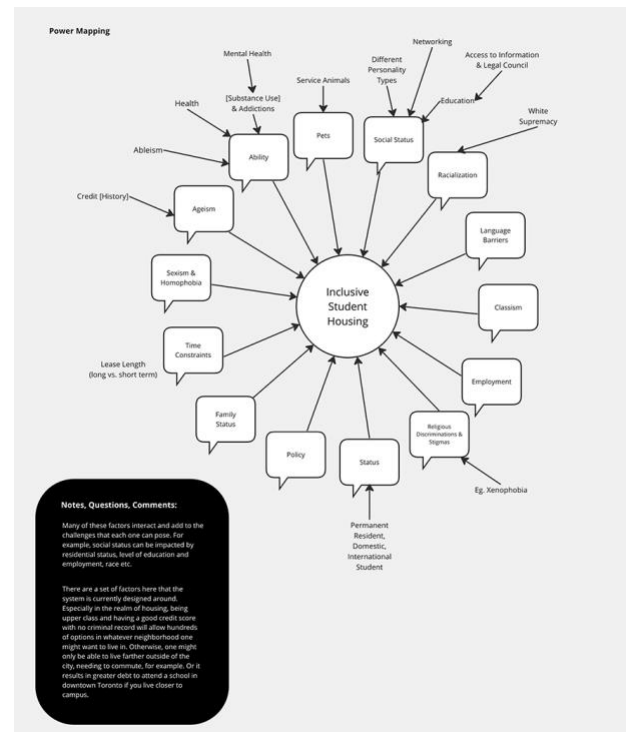 Power Mapping
Mental Health
[Substance Use]
& Addictions
Health
Ableism
Ability
Service Animals
Pets
Different
Personality
Types
Networking
Access to Information
& Legal Council
Education
Social Status
White
Supremacy
Racialization
Credit [History]
Ageism
Language
Barriers
Sexism &
Homophobia
Inclusive
Student
Housing
Classism
Time
Constraints
Lease Length
(long vs. short term)
Employment
Family
Status
Religious
Discriminations &
Stigmas
Eg. Xenophobia
Policy
Status
Permanent
Resident,
Domestic,
International
Student
Notes, Questions, Comments:
Many of these factors interact and add to the
challenges that each one can pose. For
example, social status can be impacted by
residential status, level of education and
employment, race etc.
There are a set of factors here that the
system is currently designed around.
Especially in the realm of housing, being
upper class and having a good credit score
with no criminal record will allow hundreds
of options in whatever neighborhood one
might want to live in. Otherwise, one might
only be able to live farther outside of the
city, needing to commute, for example. Or it
results in greater debt to attend a school in
downtown Toronto if you live closer to
campus.